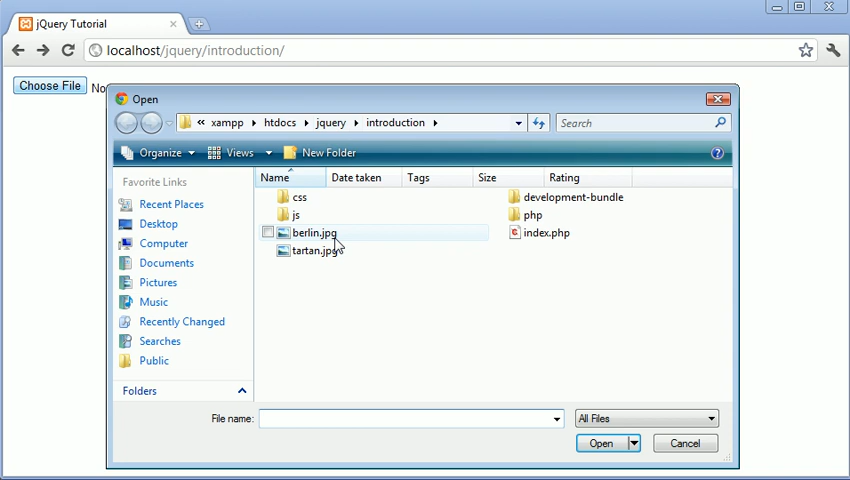 jQuery Tutorial
localhost/jquery/introduction/
Choose File No
Open
« xampp htdocs jquery introduction Search
Organize Views New Folder
Favorite Links
Name Date taken Tags Size Rating
Recent Places
Desktop
Computer
Documents
Pictures
Music
Recently Changed
Searches
Public
Folders
css development-bundle
js php
berlin.jpg index.php
tartan.jpg
File name: All Files
Open Cancel